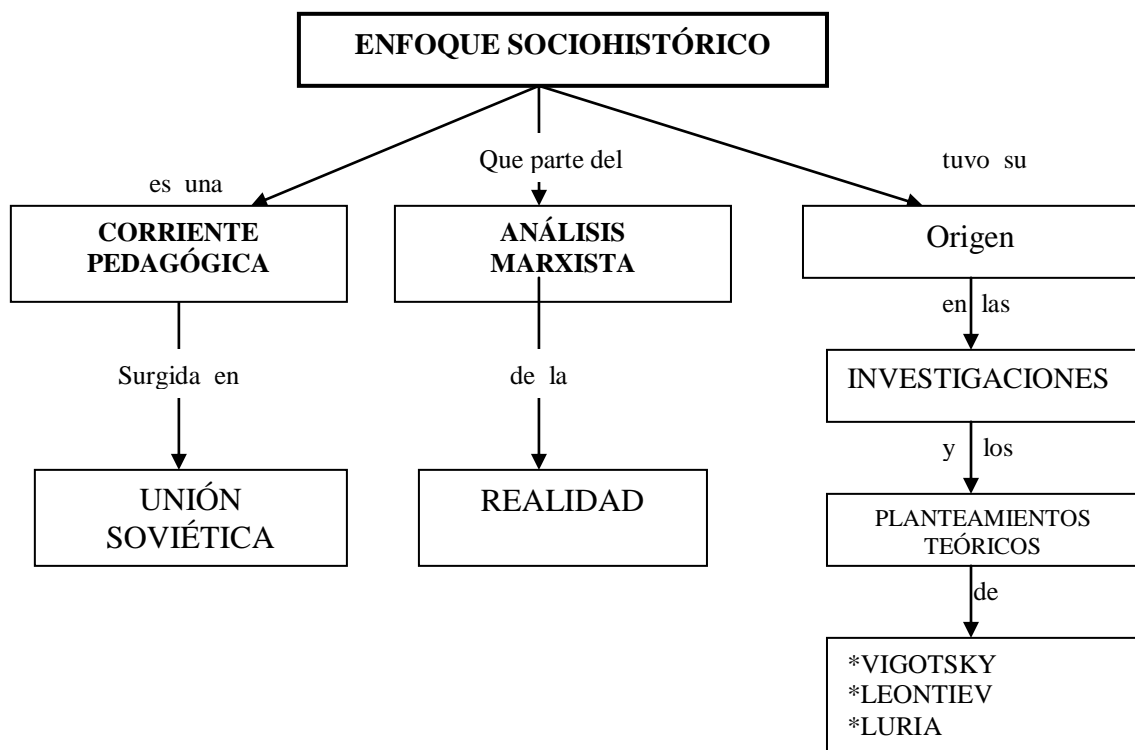 ENFOQUE SOCIOHISTÓRICO
es una
Que parte del
tuvo su
CORRIENTE
PEDAGÓGICA
ANÁLISIS
MARXISTA
Origen
en las
Surgida en
de la
INVESTIGACIONES
y los
UNIÓN
SOVIÉTICA
REALIDAD
PLANTEAMIENTOS
TEÓRICOS
de
*VIGOTSKY
*LEONTIEV
*LURIA